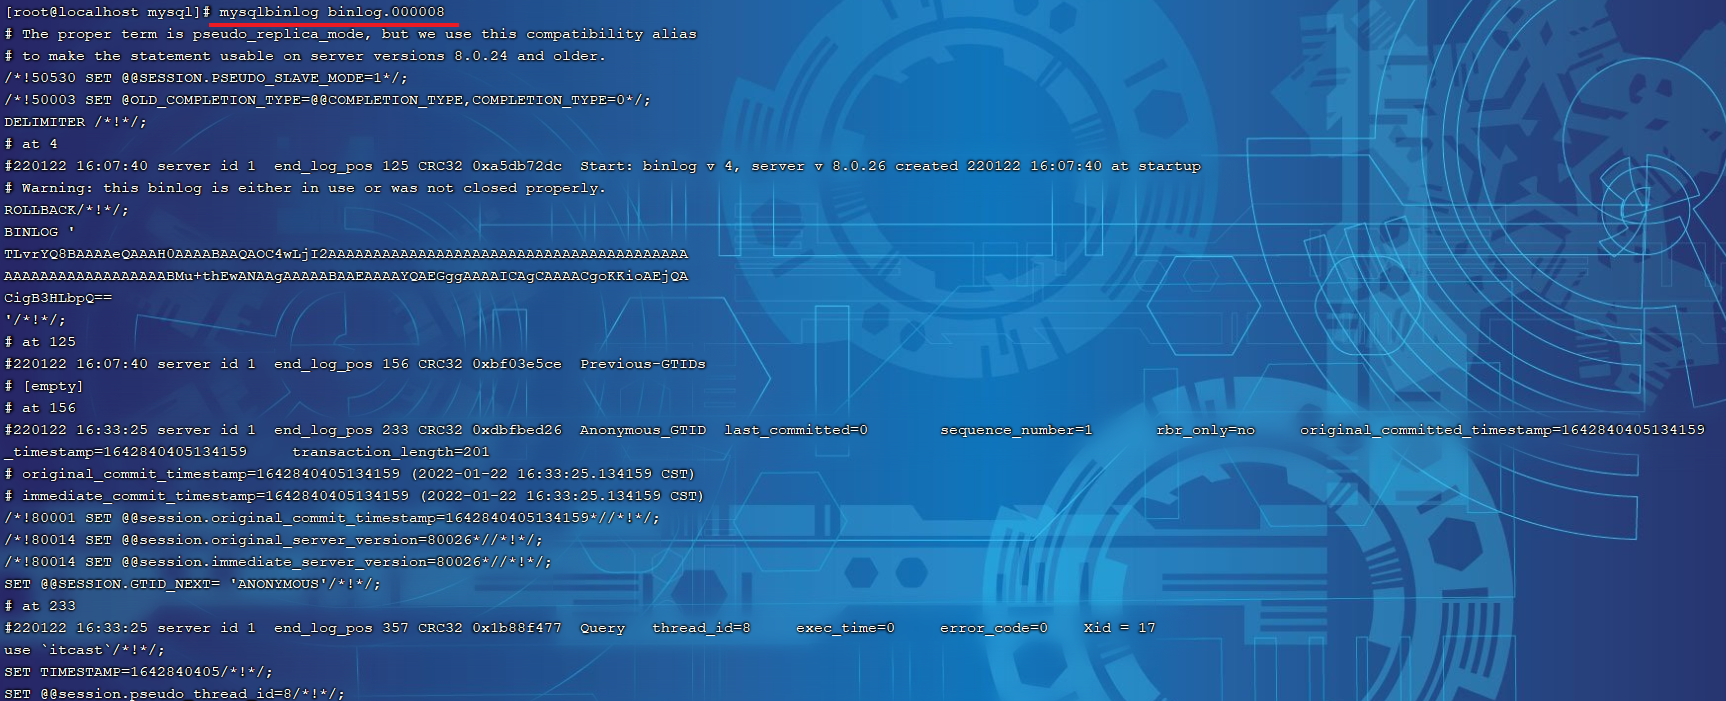 [root@localhost mysql]# mysqlbinlog binlog.000008
# The proper term is pseudo_replica_mode, but we use this compatibility alias
# to make the statement usable on server versions 8.0.24 and older.
/*!50530 SET @@SESSION.PSEUDO_SLAVE_MODE=1*/;
/*!50003 SET @OLD_COMPLETION_TYPE=@@COMPLETION_TYPE,COMPLETION_TYPE=0*/;
DELIMITER /*!*/;
# at 4
#220122 16:07:40 server id 1  end_log_pos 125 CRC32 0xa5db72dc  Start: binlog v 4, server v 8.0.26 created 220122 16:07:40 at startup
# Warning: this binlog is either in use or was not closed properly.
ROLLBACK/*!*/;
BINLOG '
TLvrYQ8BAAAAeQAAAH0AAAABAAQAOC4wLjI2AAAAAAAAAAAAAAAAAAAAAAAAAAAAAAAAAAAAAAAA
AAAAAAAAAAAAAAAAAABMu+thEwANAAgAAAAABAAEAAAAYQAEGggAAAAICAgCAAAACgoKKioAEjQA
CigB3HLbpQ==
'/*!*/;
# at 125
#220122 16:07:40 server id 1  end_log_pos 156 CRC32 0xbf03e5ce  Previous-GTIDs
# [empty]
# at 156
#220122 16:33:25 server id 1  end_log_pos 233 CRC32 0xdbfbed26  Anonymous_GTID  last_committed=0        sequence_number=1       rbr_only=no     original_committed_timestamp=1642840405134159
_timestamp=1642840405134159     transaction_length=201
# original_commit_timestamp=1642840405134159 (2022-01-22 16:33:25.134159 CST)
# immediate_commit_timestamp=1642840405134159 (2022-01-22 16:33:25.134159 CST)
/*!80001 SET @@session.original_commit_timestamp=1642840405134159*//*!*/;
/*!80014 SET @@session.original_server_version=80026*//*!*/;
/*!80014 SET @@session.immediate_server_version=80026*//*!*/;
SET @@SESSION.GTID_NEXT= 'ANONYMOUS'/*!*/;
# at 233
#220122 16:33:25 server id 1  end_log_pos 357 CRC32 0x1b88f477  Query   thread_id=8     exec_time=0     error_code=0    Xid = 17
use `itcast`/*!*/;
SET TIMESTAMP=1642840405/*!*/;
SET @@session.pseudo_thread_id=8/*!*/;